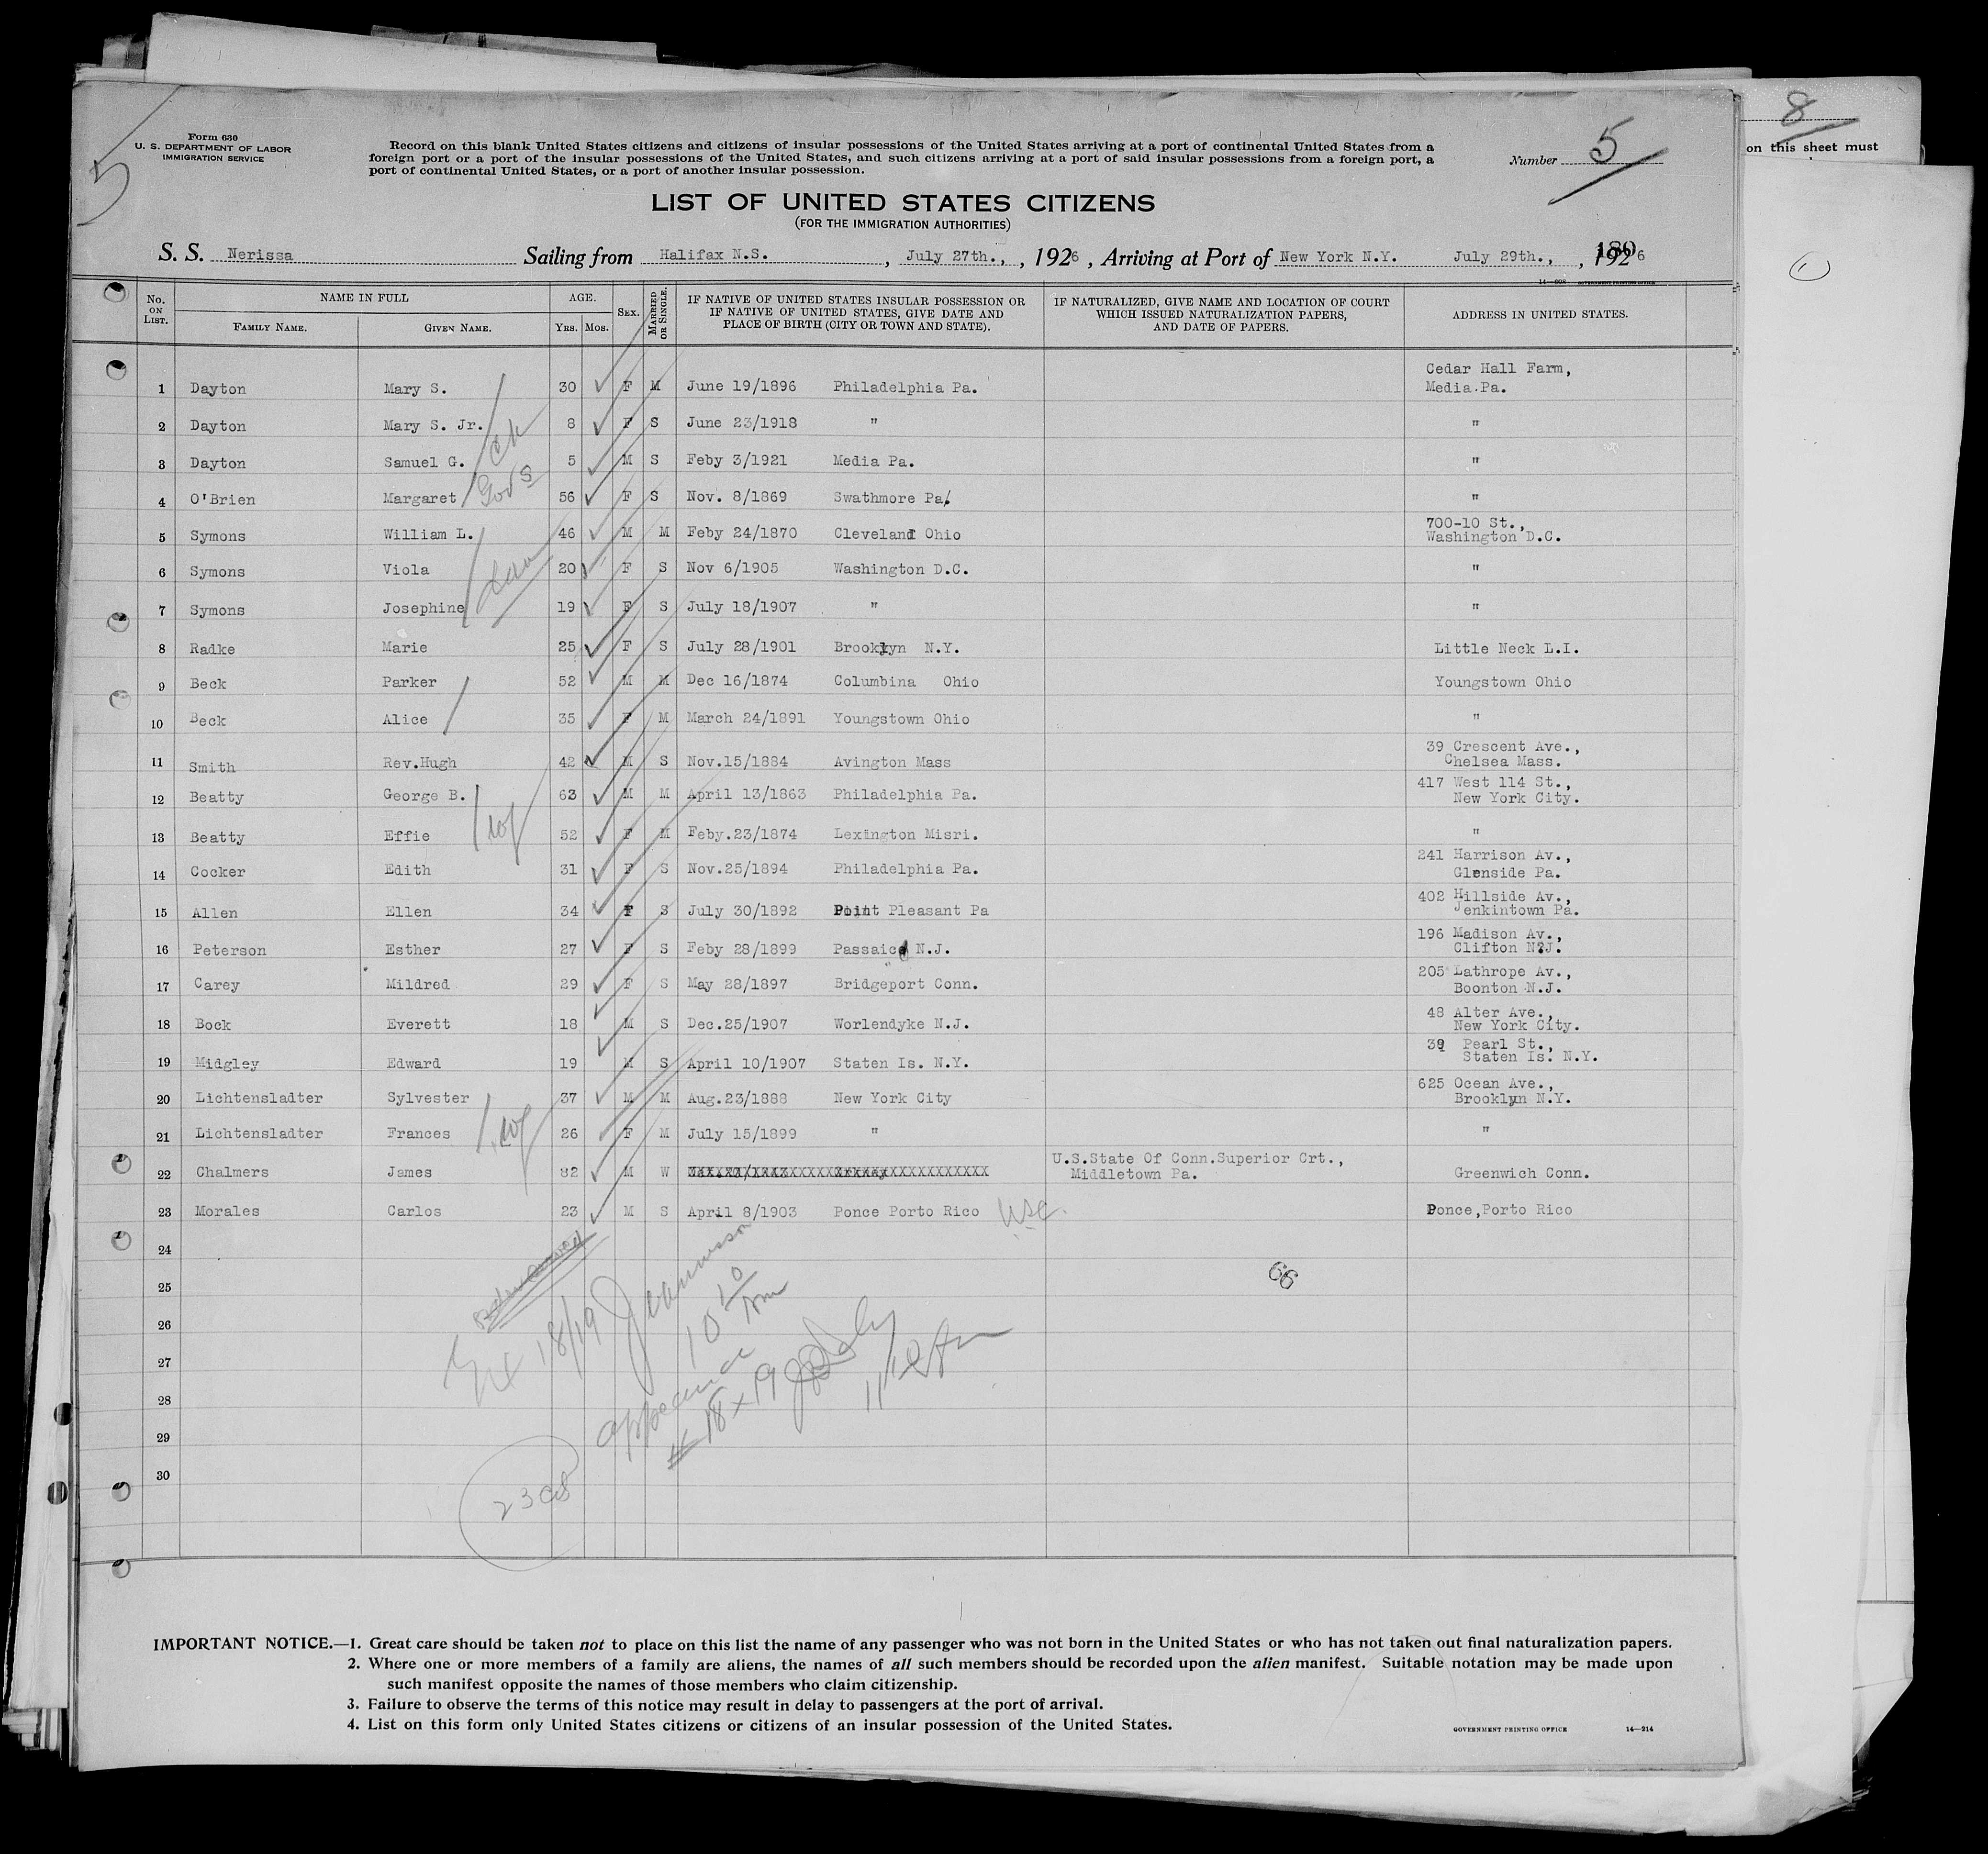 8
on this sheet must
5
Form 630
U. S. DEPARTMENT OF LABOR
IMMIGRATION SERVICE
Record on this blank United States citizens and citizens of insular possessions of the United States arriving at a port of continental United States from a
foreign port or a port of the insular possessions of the United States, and such citizens arriving at a port of said insular possessions from a foreign port, a
port of continental United States, or a port of another insular possession.
Number 5
LIST OF UNITED STATES CITIZENS
(FOR THE IMMIGRATION AUTHORITIES)
S. S. Nerissa Sailing from Halifax N.S. , July 27th., , 1926 , Arriving at Port of New York N.Y. July 29th., , 1926
180
14-608 GOVERNMENT PRINTING OFFICE
No. ON LIST. NAME IN FULL FAMILY NAME. GIVEN NAME. AGE. YRS. MOS. SEX. MARRIED OR SINGLE. IF NATIVE OF UNITED STATES INSULAR POSSESSION OR IF NATIVE OF UNITED STATES, GIVE DATE AND PLACE OF BIRTH (CITY OR TOWN AND STATE). IF NATURALIZED, GIVE NAME AND LOCATION OF COURT WHICH ISSUED NATURALIZATION PAPERS, AND DATE OF PAPERS. ADDRESS IN UNITED STATES.
Cedar Hall Farm,
1 Dayton Mary S. 30 F M June 19/1896 Philadelphia Pa. Media.Pa.
2 Dayton Mary S. Jr. 8 F S June 23/1918 " "
3 Dayton Samuel G. 5 M S Feby 3/1921 Media Pa. "
4 O'Brien Margaret 56 F S Nov. 8/1869 Swathmore Pa. "
700-10 St.,
5 Symons William L. 46 M M Feby 24/1870 Cleveland Ohio Washington D.C.
6 Symons Viola 20 F S Nov 6/1905 Washington D.C. "
7 Symons Josephine 19 F S July 18/1907 " "
8 Radke Marie 25 F S July 28/1901 Brooklyn N.Y. Little Neck L.I.
9 Beck Parker 52 M M Dec 16/1874 Columbina Ohio Youngstown Ohio
10 Beck Alice 35 F M March 24/1891 Youngstown Ohio "
39 Crescent Ave.,
11 Smith Rev.Hugh 42 M S Nov.15/1884 Avington Mass Chelsea Mass.
417 West 114 St.,
12 Beatty George B. 63 M M April 13/1863 Philadelphia Pa. New York City.
13 Beatty Effie 52 F M Feby.23/1874 Lexington Misri. "
241 Harrison Av.,
14 Cocker Edith 31 F S Nov.25/1894 Philadelphia Pa. Glenside Pa.
402 Hillside Av.,
15 Allen Ellen 34 F S July 30/1892 Point Pleasant Pa Jenkintown Pa.
196 Madison Av.,
16 Peterson Esther 27 F S Feby 28/1899 Passaic N.J. Clifton N.J.
205 Lathrope Av.,
17 Carey Mildred 29 F S May 28/1897 Bridgeport Conn. Boonton N.J.
48 Alter Ave.,
18 Bock Everett 18 M S Dec.25/1907 Worlendyke N.J. New York City.
39 Pearl St.,
19 Midgley Edward 19 M S April 10/1907 Staten Is. N.Y. Staten Is. N.Y.
625 Ocean Ave.,
20 Lichtensladter Sylvester 37 M M Aug.23/1888 New York City Brooklyn N.Y.
21 Lichtensladter Frances 26 F M July 15/1899 " "
U.S.State Of Conn.Superior Crt.,
22 Chalmers James 82 M W Middletown Pa. Greenwich Conn.
23 Morales Carlos 23 M S April 8/1903 Ponce Porto Rico USC. Ponce,Porto Rico
24
25
66
26
27
28
29
30
18/19
10 10
18 x 19
23
IMPORTANT NOTICE.—1. Great care should be taken not to place on this list the name of any passenger who was not born in the United States or who has not taken out final naturalization papers.
2. Where one or more members of a family are aliens, the names of all such members should be recorded upon the alien manifest. Suitable notation may be made upon
such manifest opposite the names of those members who claim citizenship.
3. Failure to observe the terms of this notice may result in delay to passengers at the port of arrival.
4. List on this form only United States citizens or citizens of an insular possession of the United States.
GOVERNMENT PRINTING OFFICE 14-214